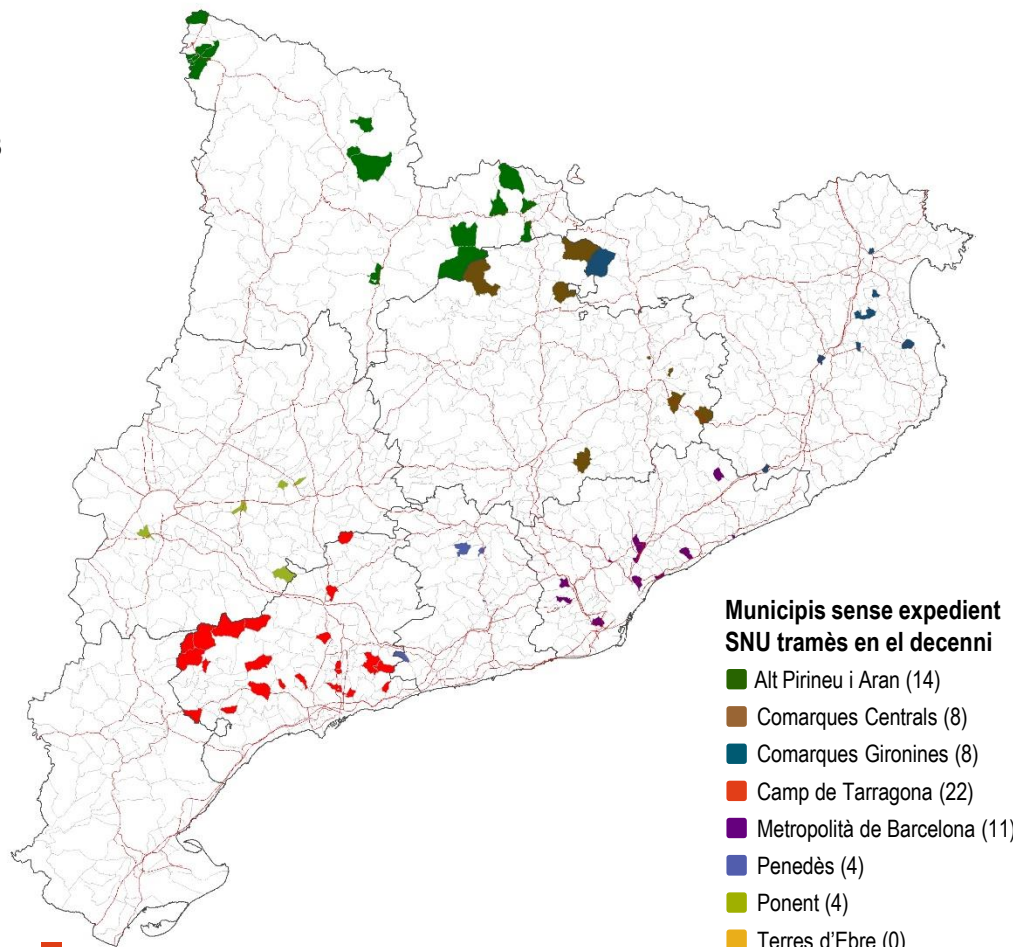 Municipis sense expedient
SNU tramès en el decenni
Alt Pirineu i Aran (14)
Comarques Centrals (8)
Comarques Gironines (8)
Camp de Tarragona (22)
Metropolità de Barcelona (11)
Penedès (4)
Ponent (4)
Terres d'Ebre (0)